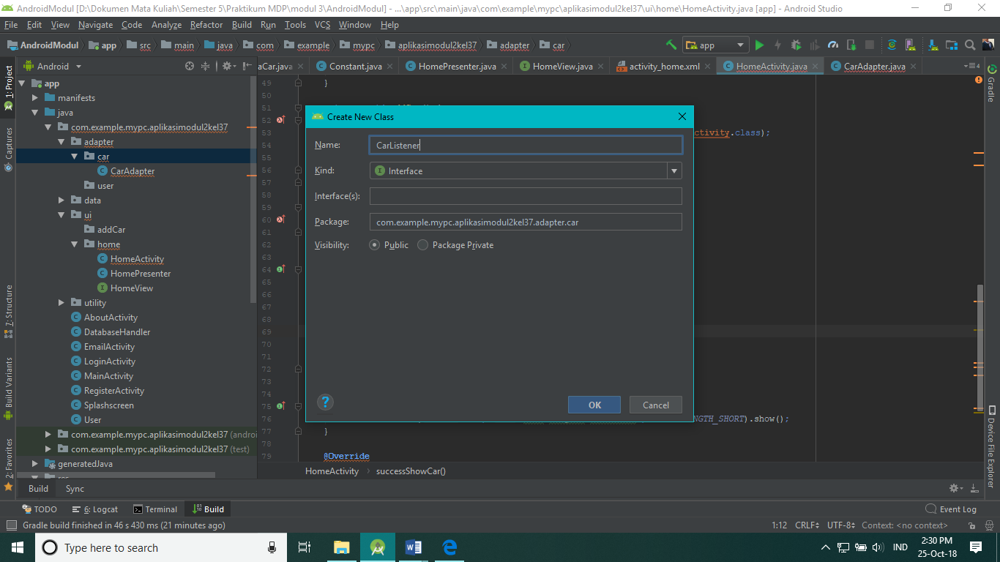 AndroidModul [D:\Dokumen Mata Kuliah\Semester 5\Praktikum MDP\modul 3\AndroidModul] - ...\app\src\main\java\com\example\mypc\aplikasimodul2kel37\ui\home\HomeActivity.java [app] - Android Studio
File Edit View Navigate Code Analyze Refactor Build Run Tools VCS Window Help
AndroidModul app src main java com example mypc aplikasimodul2kel37 adapter car
app
Android
aCar.java Constant.java HomePresenter.java HomeView.java activity_home.xml HomeActivity.java CarAdapter.java
4
1: Project
Captures
7: Structure
Build Variants
2: Favorites
app
manifests
java
com.example.mypc.aplikasimodul2kel37
adapter
car
CarAdapter
user
data
ui
addCar
home
HomeActivity
HomePresenter
HomeView
utility
AboutActivity
DatabaseHandler
EmailActivity
LoginActivity
MainActivity
RegisterActivity
Splashscreen
User
com.example.mypc.aplikasimodul2kel37 (androi
com.example.mypc.aplikasimodul2kel37 (test)
generatedJava
res
49 }
50
51
52
53 ctivity.class);
54
55
56
57
58
59
60
61
62
63
64
65
66
67
68
69
70
71
72
73
74
75
76 NGTH_SHORT).show();
77 }
78
79 @Override
Create New Class
Name: CarListener
Kind: Interface
Interface(s):
Package: com.example.mypc.aplikasimodul2kel37.adapter.car
Visibility: Public Package Private
?
OK Cancel
HomeActivity › successShowCar()
Gradle
Device File Explorer
Build Sync
TODO 6: Logcat Terminal Build Event Log
Gradle build finished in 46 s 430 ms (21 minutes ago) 1:12 CRLF UTF-8 Context: <no context>
Type here to search
IND
2:30 PM
25-Oct-18